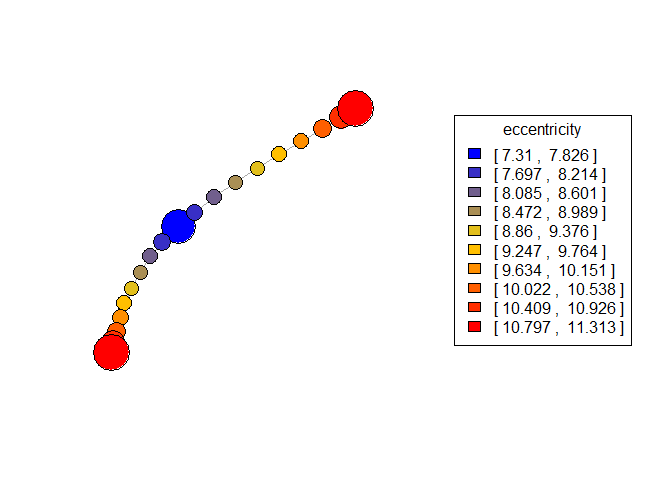 eccentricity
[ 7.31 ,  7.826 ]
[ 7.697 ,  8.214 ]
[ 8.085 ,  8.601 ]
[ 8.472 ,  8.989 ]
[ 8.86 ,  9.376 ]
[ 9.247 ,  9.764 ]
[ 9.634 ,  10.151 ]
[ 10.022 ,  10.538 ]
[ 10.409 ,  10.926 ]
[ 10.797 ,  11.313 ]